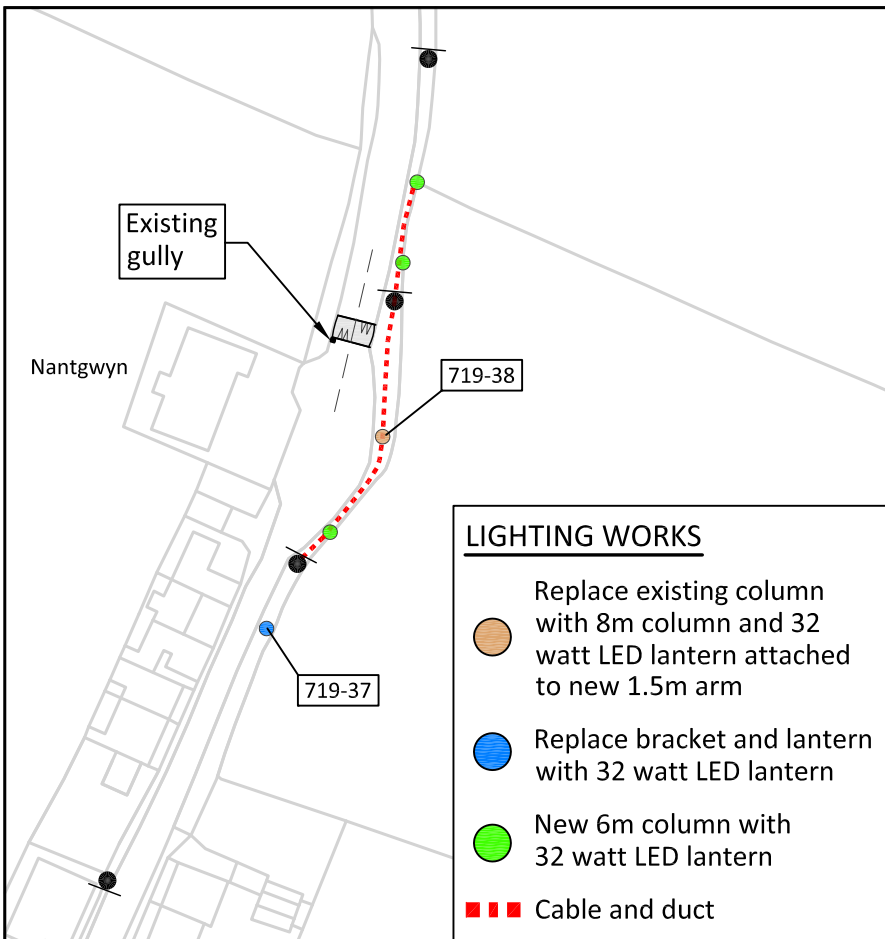 Existing
gully
Nantgwyn
719-38
719-37
LIGHTING WORKS
Replace existing column
with 8m column and 32
watt LED lantern attached
to new 1.5m arm
Replace bracket and lantern
with 32 watt LED lantern
New 6m column with
32 watt LED lantern
Cable and duct